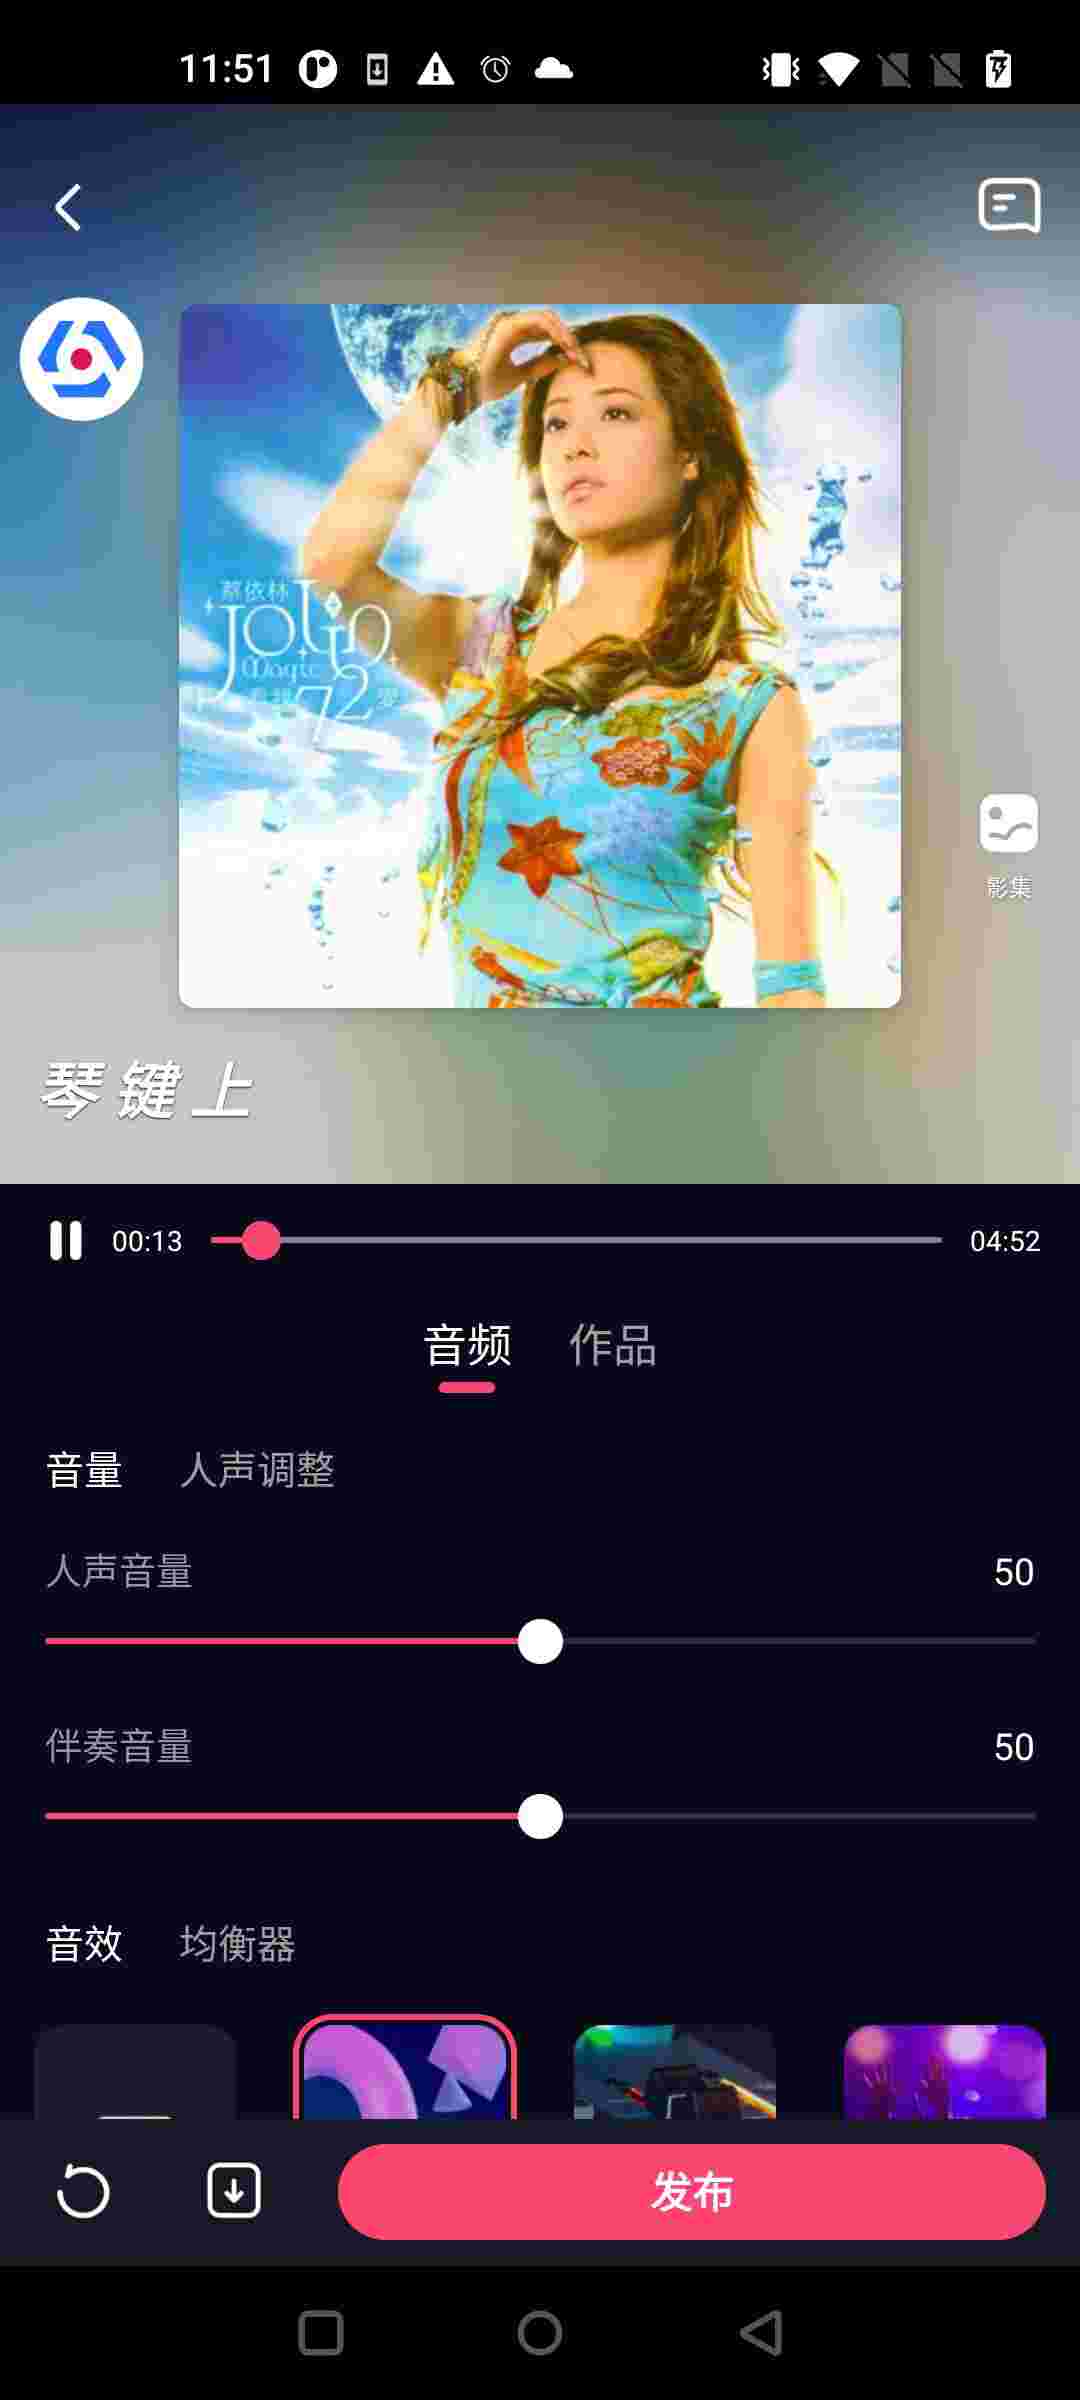 11:51
蔡依林
Jolin
Magic
看我72变
影集
琴键上
00:13
04:52
音频 作品
音量 人声调整
人声音量 50
伴奏音量 50
音效 均衡器
发布